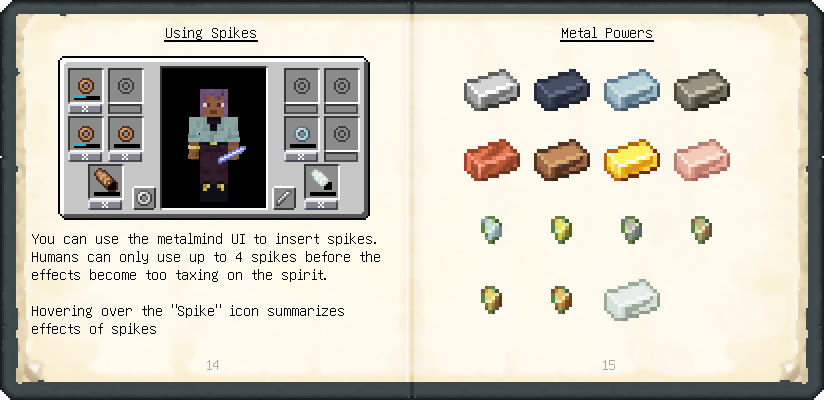 Using Spikes
You can use the metalmind UI to insert spikes.
Humans can only use up to 4 spikes before the
effects become too taxing on the spirit.
Hovering over the "Spike" icon summarizes
effects of spikes
14
Metal Powers
15